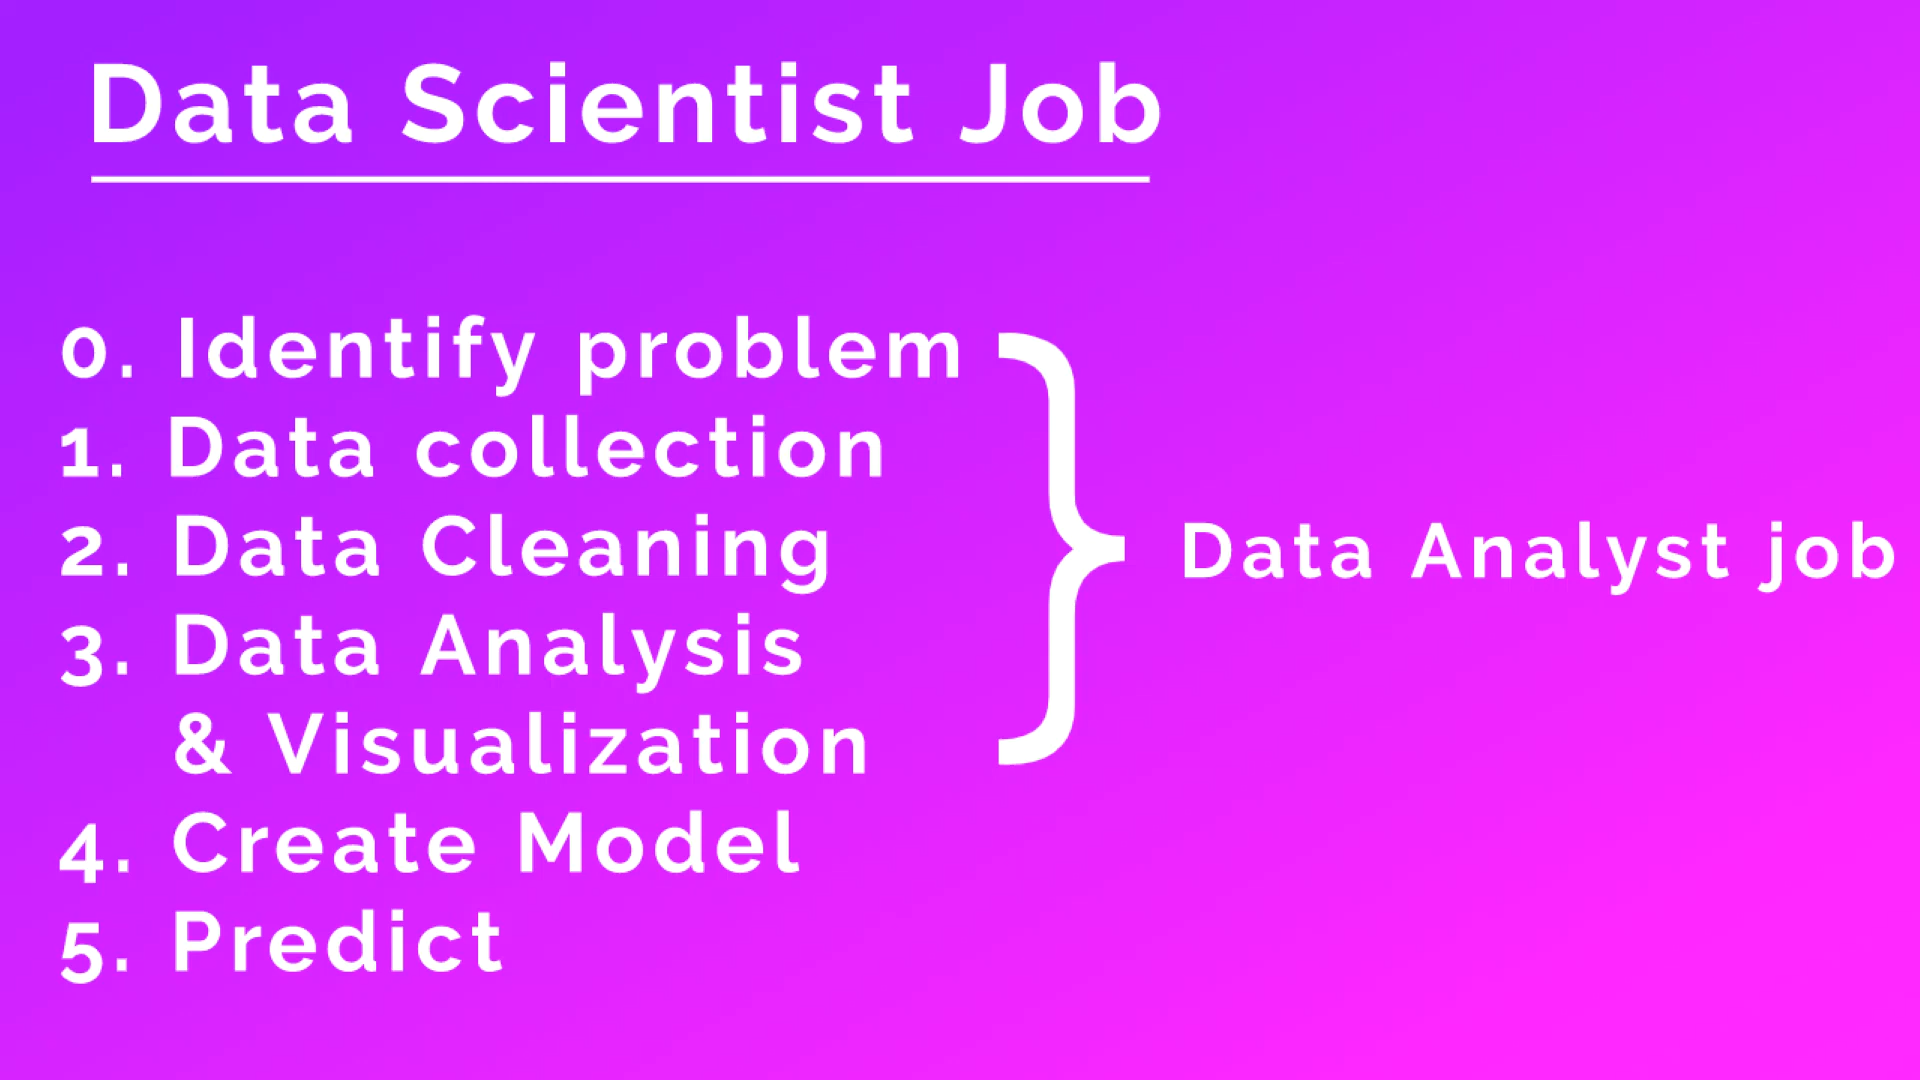 Data Scientist Job
0. Identify problem
1. Data collection
2. Data Cleaning
3. Data Analysis
& Visualization
4. Create Model
5. Predict
Data Analyst job